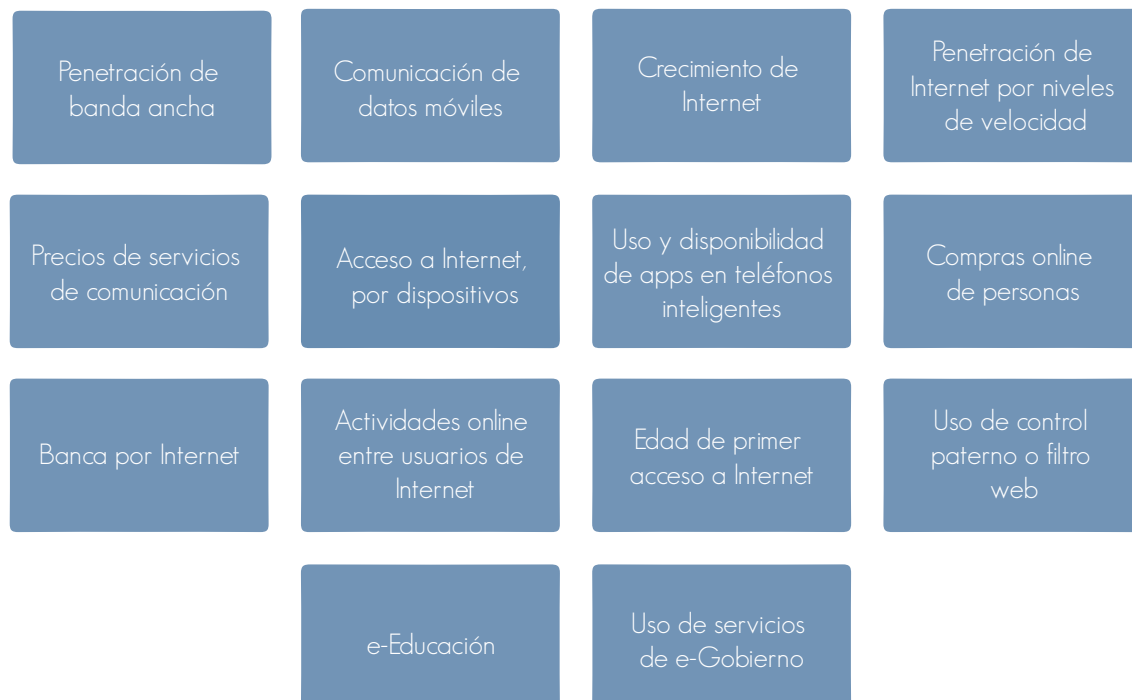 Penetración de
banda ancha
Comunicación de
datos móviles
Crecimiento de
Internet
Penetración de
Internet por niveles
de velocidad
Precios de servicios
de comunicación
Acceso a Internet,
por dispositivos
Uso y disponibilidad
de apps en teléfonos
inteligentes
Compras online
de personas
Banca por Internet
Actividades online
entre usuarios de
Internet
Edad de primer
acceso a Internet
Uso de control
paterno o filtro
web
e-Educación
Uso de servicios
de e-Gobierno